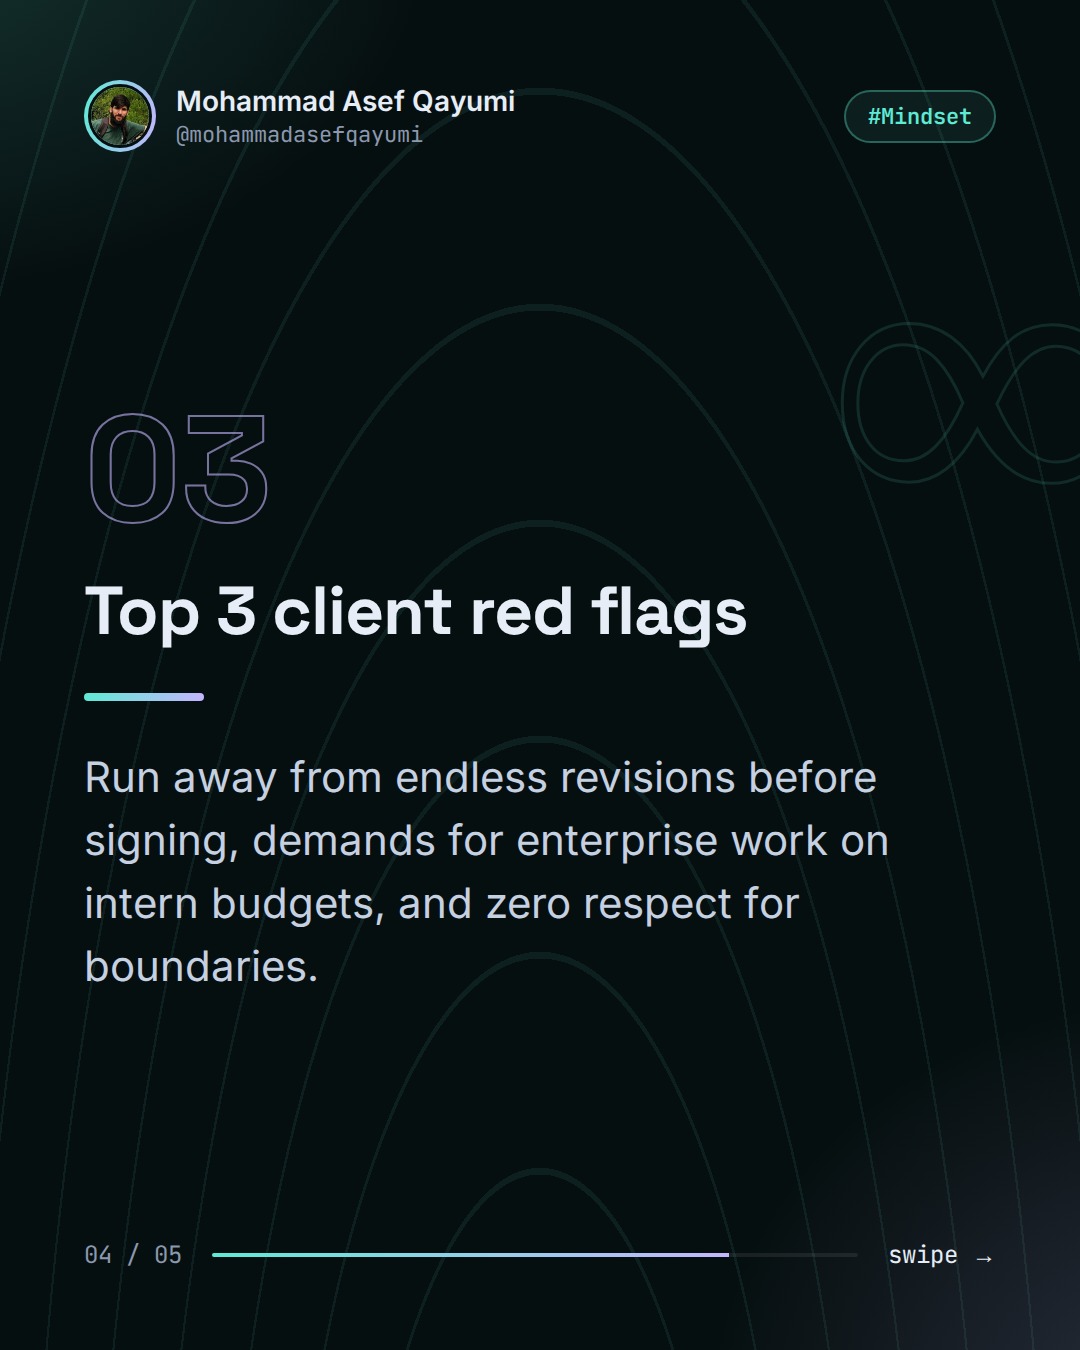 Mohammad Asef Qayumi
@mohammadasefqayumi
#Mindset
03
Top 3 client red flags
Run away from endless revisions before
signing, demands for enterprise work on
intern budgets, and zero respect for
boundaries.
04 / 05
swipe →